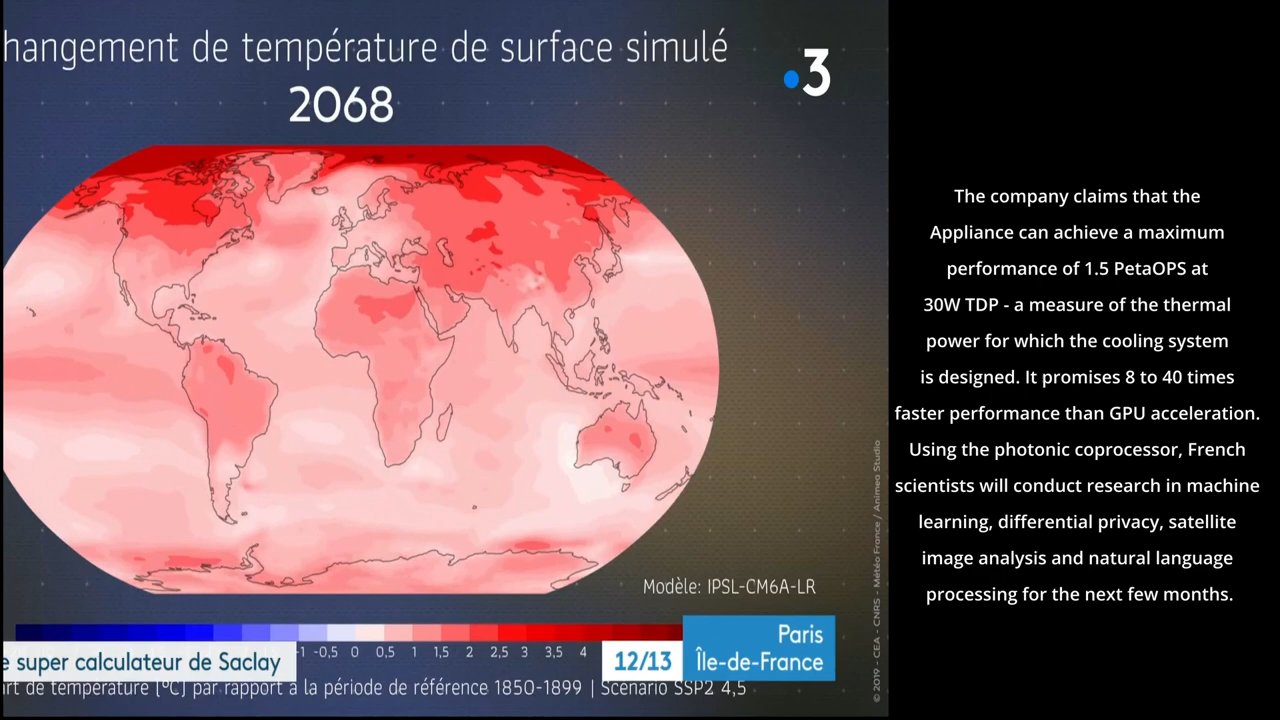 hangement de température de surface simulé
2068
3
Modèle: IPSL-CM6A-LR
-1 -0,5 0 0,5 1 1,5 2 2,5 3 3,5 4
e super calculateur de Saclay
12/13
Paris
Île-de-France
art de température (°C) par rapport à la période de référence 1850-1899 | Scénario SSP2 4,5
© 2019 - CEA - CNRS - Météo France / Animea Studio
The company claims that the
Appliance can achieve a maximum
performance of 1.5 PetaOPS at
30W TDP - a measure of the thermal
power for which the cooling system
is designed. It promises 8 to 40 times
faster performance than GPU acceleration.
Using the photonic coprocessor, French
scientists will conduct research in machine
learning, differential privacy, satellite
image analysis and natural language
processing for the next few months.